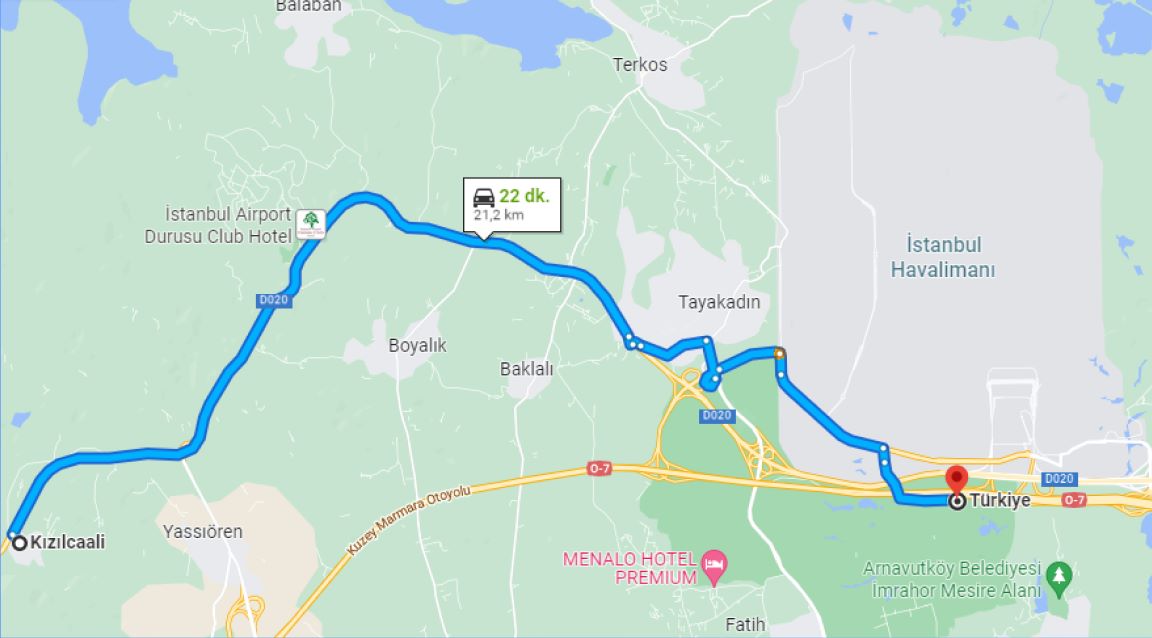 Balaban
Terkos
22 dk.
21,2 km
İstanbul Airport
Durusu Club Hotel
İstanbul
Havalimanı
D020
Tayakadın
Boyalık
Baklalı
D020
O-7
D020
O-7
Türkiye
Kuzey Marmara Otoyolu
Yassıören
Kızılcaali
MENALO HOTEL
PREMIUM
Arnavutköy Belediyesi
İmrahor Mesire Alanı
Fatih